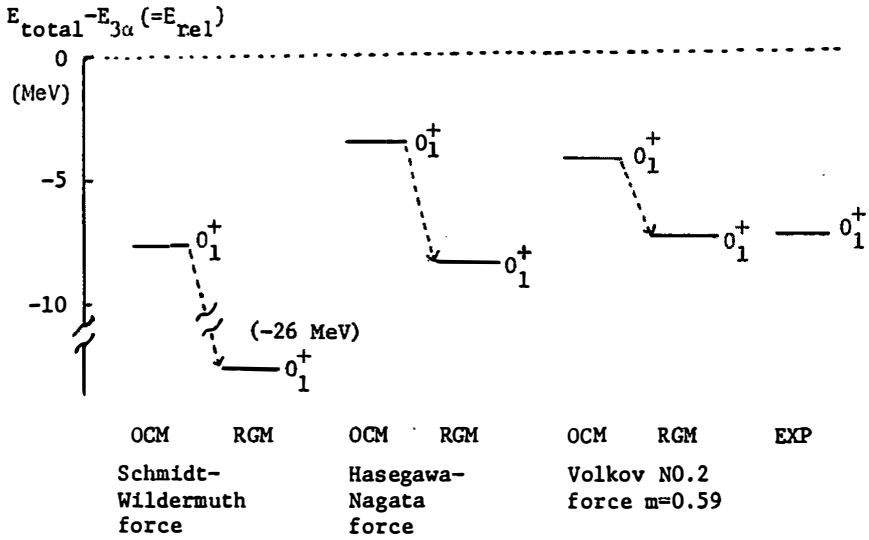 E_total-E_3α(=E_rel)
0
(MeV)
-5
-10
0_1^+
0_1^+
(-26 MeV)
0_1^+
0_1^+
0_1^+
0_1^+
0_1^+
OCM RGM OCM RGM OCM RGM EXP
Schmidt-
Wildermuth
force
Hasegawa-
Nagata
force
Volkov NO.2
force m=0.59